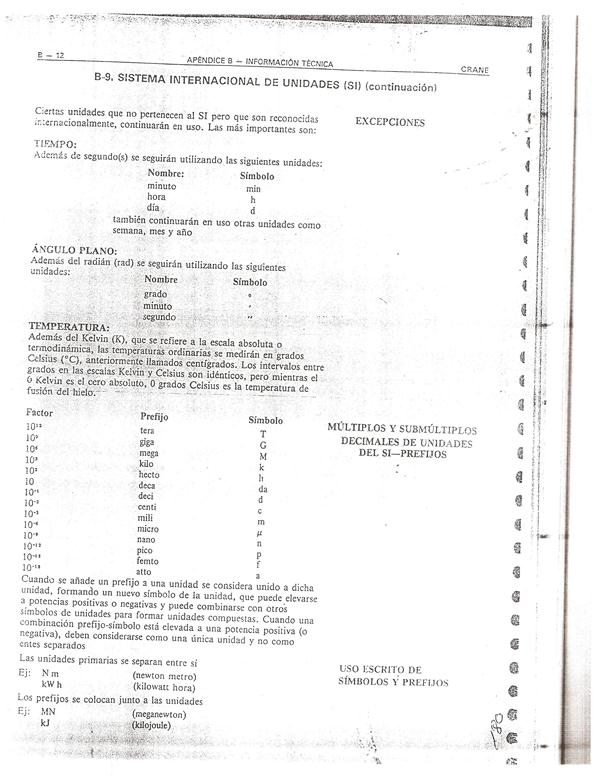 B — 12
APÉNDICE B — INFORMACIÓN TÉCNICA
CRANE
B-9. SISTEMA INTERNACIONAL DE UNIDADES (SI) (continuación)
Ciertas unidades que no pertenecen al SI pero que son reconocidas
internacionalmente, continuarán en uso. Las más importantes son:
EXCEPCIONES
TIEMPO:
Además de segundo(s) se seguirán utilizando las siguientes unidades:
Nombre: Símbolo
minuto min
hora h
día d
también continuarán en uso otras unidades como
semana, mes y año
ÁNGULO PLANO:
Además del radián (rad) se seguirán utilizando las siguientes
unidades:
Nombre Símbolo
grado °
minuto ′
segundo ″
TEMPERATURA:
Además del Kelvin (K), que se refiere a la escala absoluta o
termodinámica, las temperaturas ordinarias se medirán en grados
Celsius (°C), anteriormente llamados centígrados. Los intervalos entre
grados en las escalas Kelvin y Celsius son idénticos, pero mientras el
0 Kelvin es el cero absoluto, 0 grados Celsius es la temperatura de
fusión del hielo.
MÚLTIPLOS Y SUBMÚLTIPLOS
DECIMALES DE UNIDADES
DEL SI—PREFIJOS
Factor Prefijo Símbolo
10¹² tera T
10⁹ giga G
10⁶ mega M
10³ kilo k
10² hecto h
10 deca da
10⁻¹ deci d
10⁻² centi c
10⁻³ mili m
10⁻⁶ micro μ
10⁻⁹ nano n
10⁻¹² pico p
10⁻¹⁵ femto f
10⁻¹⁸ atto a
Cuando se añade un prefijo a una unidad se considera unido a dicha
unidad, formando un nuevo símbolo de la unidad, que puede elevarse
a potencias positivas o negativas y puede combinarse con otros
símbolos de unidades para formar unidades compuestas. Cuando una
combinación prefijo-símbolo está elevada a una potencia positiva (o
negativa), deben considerarse como una única unidad y no como
entes separados
Las unidades primarias se separan entre sí
USO ESCRITO DE
SÍMBOLOS Y PREFIJOS
Ej: N m (newton metro)
kW h (kilowatt hora)
Los prefijos se colocan junto a las unidades
Ej: MN (meganewton)
kJ (kilojoule)